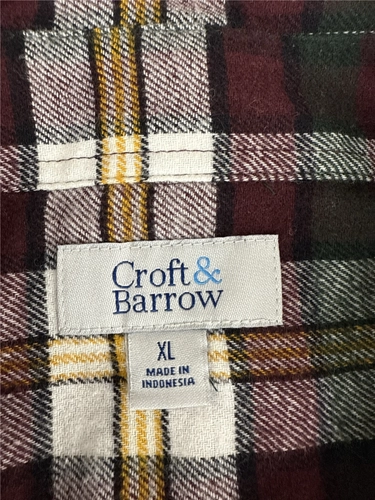 Croft&
Barrow
XL
MADE IN
INDONESIA